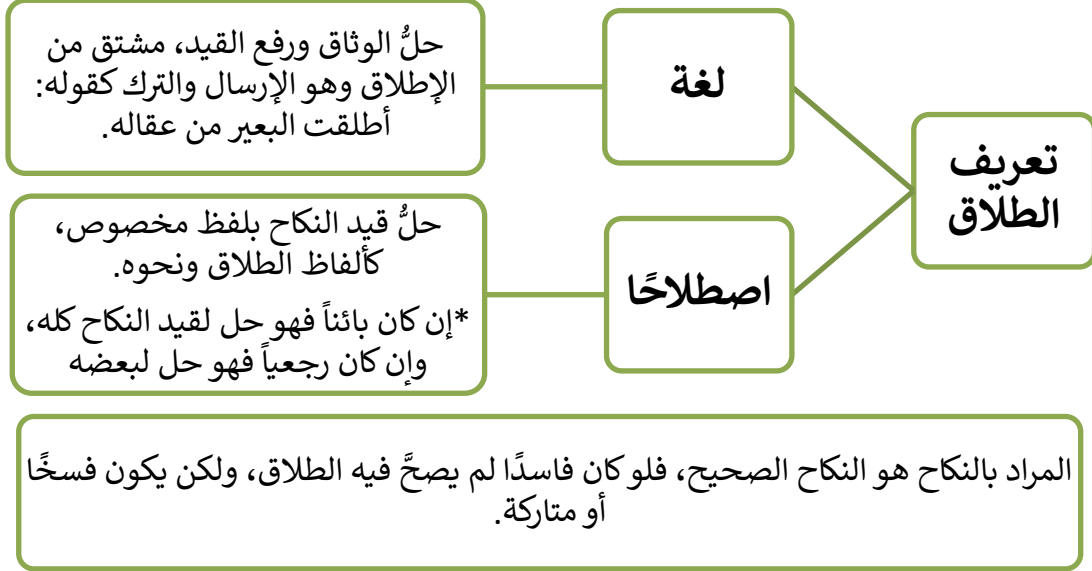 تعريف
الطلاق
لغة
حلُّ الوثاق ورفع القيد، مشتق من
الإطلاق وهو الإرسال والترك كقوله:
أطلقت البعير من عقاله.
اصطلاحًا
حلُّ قيد النكاح بلفظ مخصوص،
كألفاظ الطلاق ونحوه.
*إن كان بائناً فهو حل لقيد النكاح كله،
وإن كان رجعياً فهو حل لبعضه
المراد بالنكاح هو النكاح الصحيح، فلو كان فاسدًا لم يصحَّ فيه الطلاق، ولكن يكون فسخًا
أو متاركة.